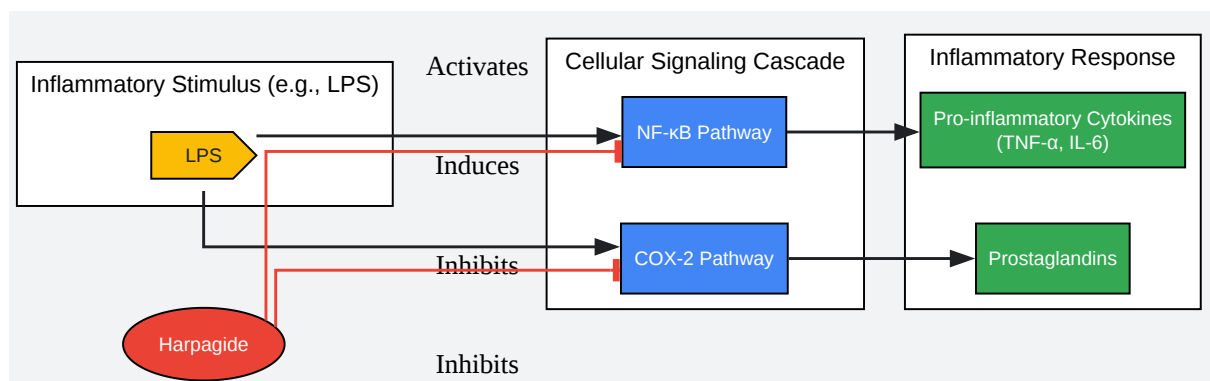 Inflammatory Stimulus (e.g., LPS)
LPS
Harpagide
Activates
Induces
Inhibits
Inhibits
Cellular Signaling Cascade
NF-κB Pathway
COX-2 Pathway
Inflammatory Response
Pro-inflammatory Cytokines
(TNF-α, IL-6)
Prostaglandins